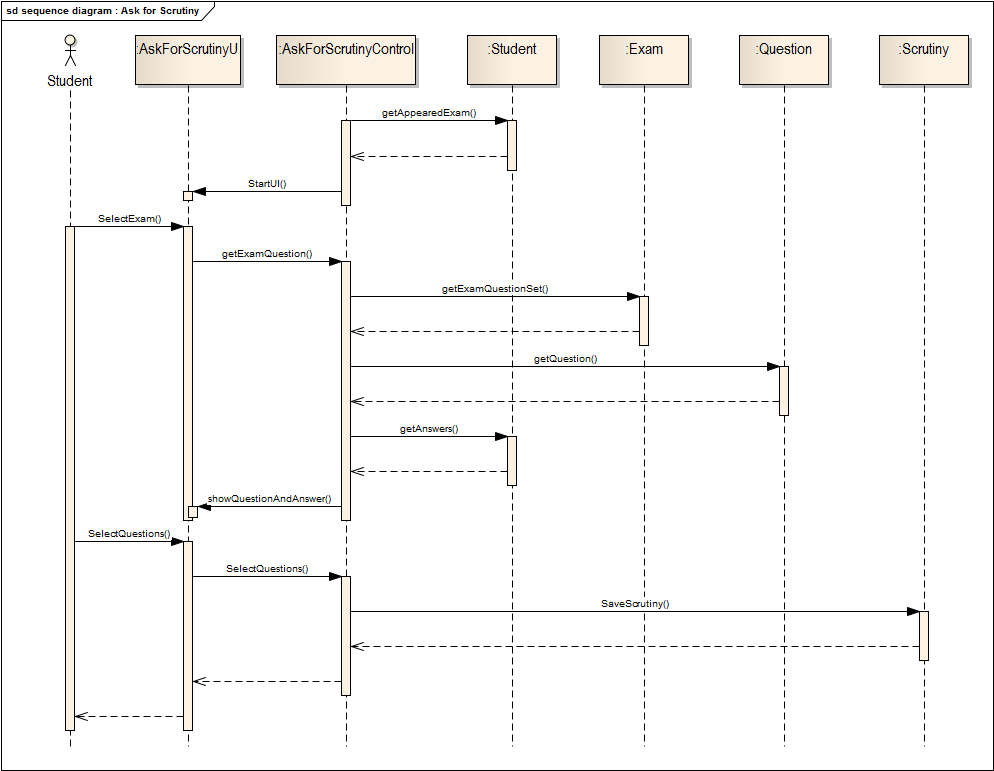 sd sequence diagram : Ask for Scrutiny
Student
:AskForScrutinyU
:AskForScrutinyControl
:Student
:Exam
:Question
:Scrutiny
getAppearedExam()
StartUI()
SelectExam()
getExamQuestion()
getExamQuestionSet()
getQuestion()
getAnswers()
showQuestionAndAnswer()
SelectQuestions()
SelectQuestions()
SaveScrutiny()